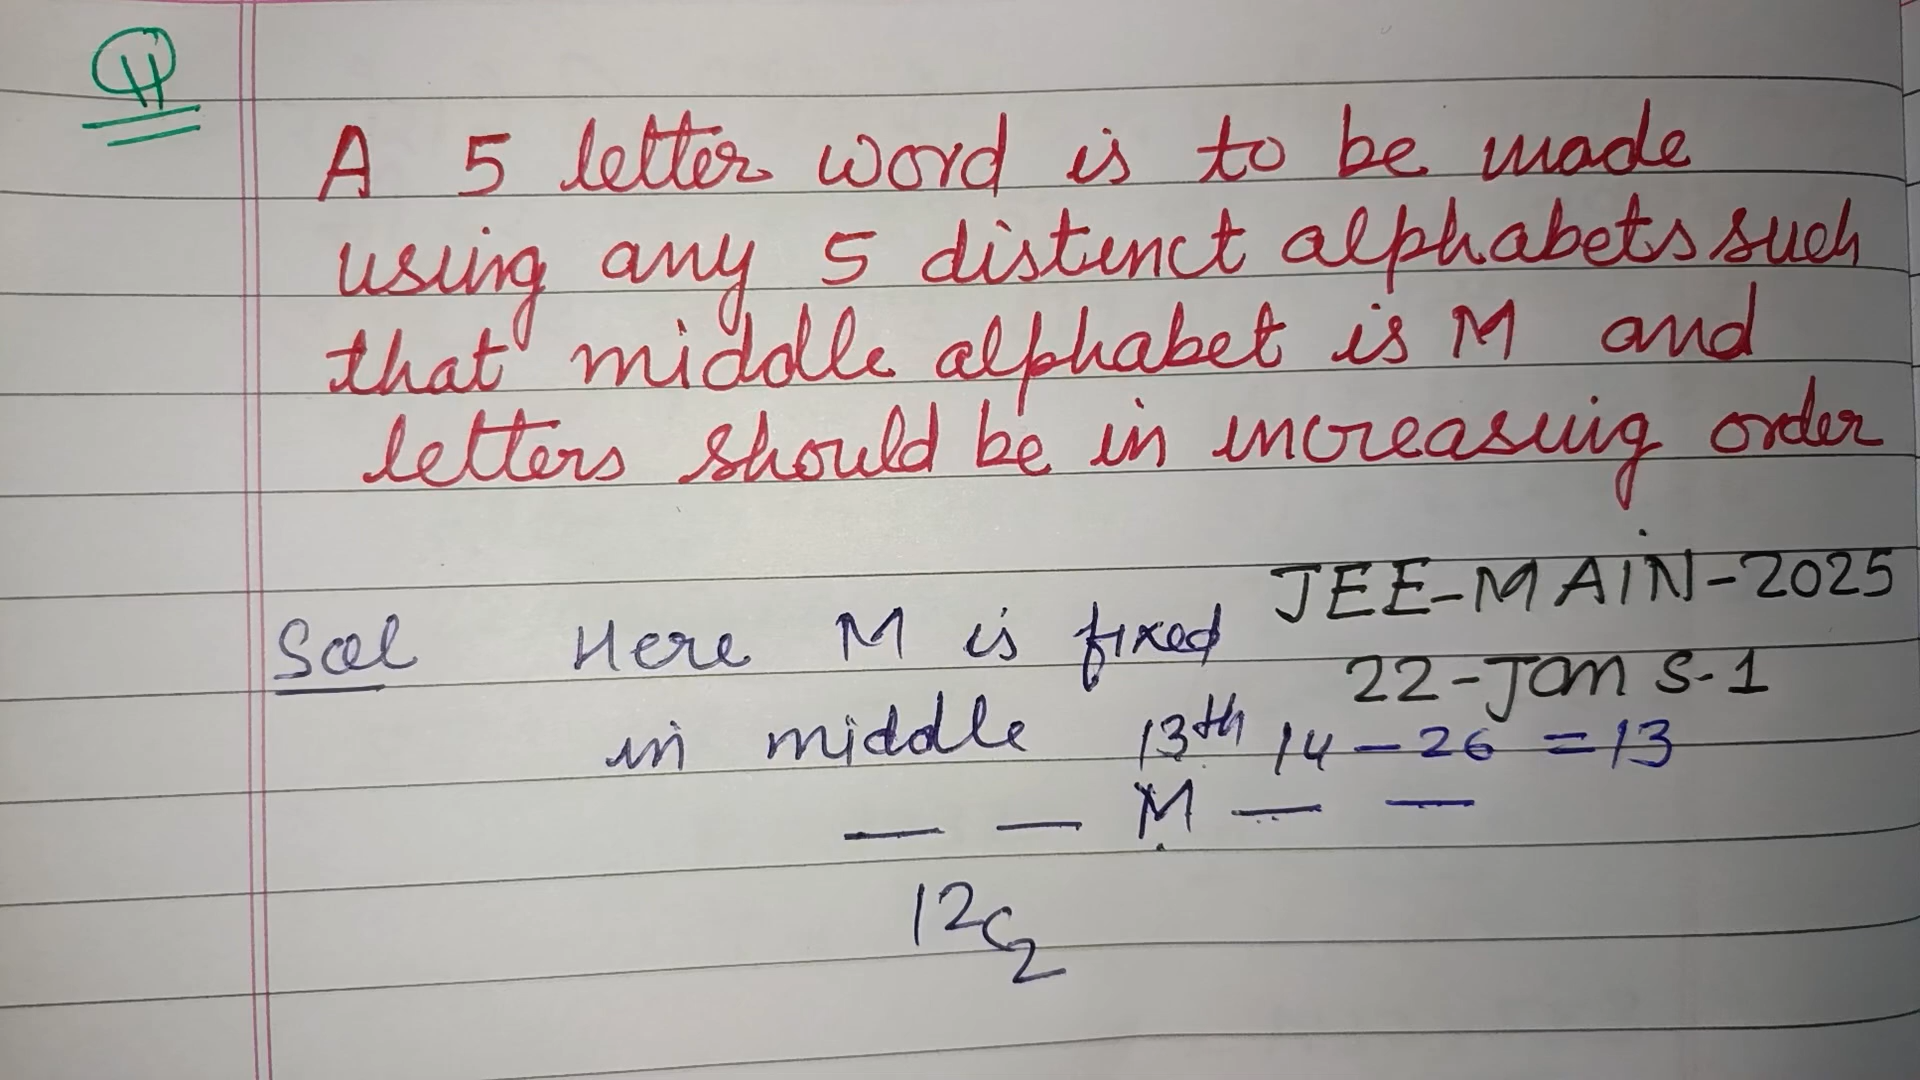 Q
A 5 letter word is to be made
using any 5 distinct alphabets such
that middle alphabet is M and
letters should be in increasing order
JEE-MAIN-2025
Sol Here M is fixed
22-Jan S-1
in middle 13th 14-26 = 13
_ _ M _ _
12C2